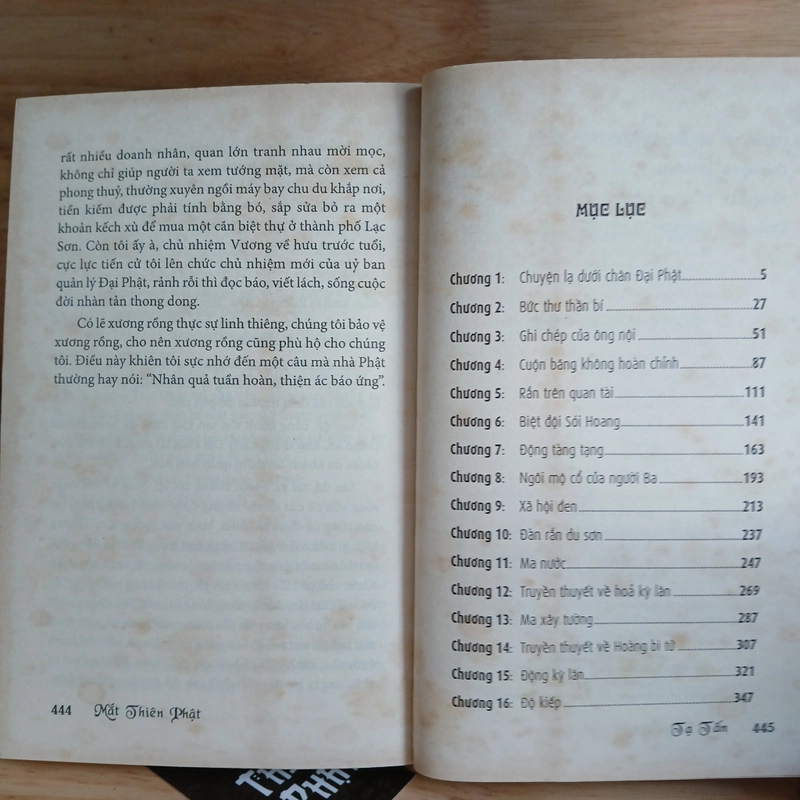 rất nhiều doanh nhân, quan lớn tranh nhau mời mọc,
không chỉ giúp người ta xem tướng mặt, mà còn xem cả
phong thuỷ, thường xuyên ngồi máy bay chu du khắp nơi,
tiền kiếm được phải tính bằng bó, sắp sửa bỏ ra một
khoản kếch xù để mua một căn biệt thự ở thành phố Lạc
Sơn. Còn tôi ấy à, chủ nhiệm Vương về hưu trước tuổi,
cực lực tiến cử tôi lên chức chủ nhiệm mới của uỷ ban
quản lý Đại Phật, rảnh rỗi thì đọc báo, viết lách, sống cuộc
đời nhàn tản thong dong.
Có lẽ xương rồng thực sự linh thiêng, chúng tôi bảo vệ
xương rồng, cho nên xương rồng cũng phù hộ cho chúng
tôi. Điều này khiến tôi sực nhớ đến một câu mà nhà Phật
thường hay nói: “Nhân quả tuần hoàn, thiện ác báo ứng”.
444 Mắt Thiên Phật
MỤC LỤC
Chương 1: Chuyện lạ dưới chân Đại Phật 5
Chương 2: Bức thư thần bí 27
Chương 3: Ghi chép của ông nội 51
Chương 4: Cuộn băng không hoàn chỉnh 87
Chương 5: Rắn trên quan tài 111
Chương 6: Biệt đội Sói Hoang 141
Chương 7: Động tàng tạng 163
Chương 8: Ngôi mộ cổ của người Ba 193
Chương 9: Xã hội đen 213
Chương 10: Đàn rắn du sơn 237
Chương 11: Ma nước 247
Chương 12: Truyền thuyết về hoả kỳ lân 269
Chương 13: Ma xây tường 287
Chương 14: Truyền thuyết về Hoàng bì tử 307
Chương 15: Động kỳ lân 321
Chương 16: Độ kiếp 347
Tạ Tấn 445